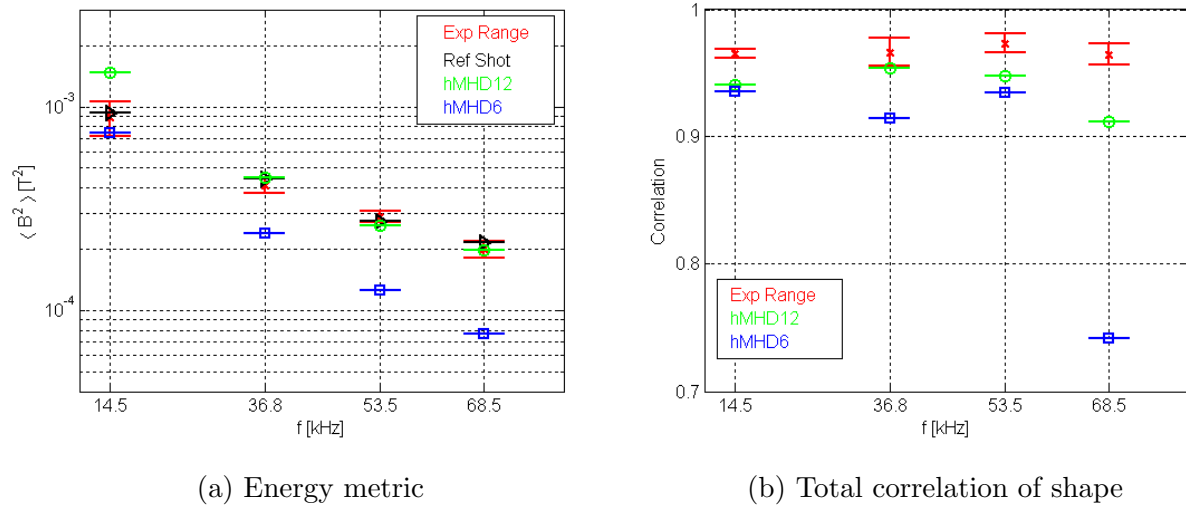 Exp Range
Ref Shot
hMHD12
hMHD6
10^-3
10^-4
⟨ B^2 ⟩ [T^2]
14.5 36.8 53.5 68.5
f [kHz]
(a) Energy metric
1
0.9
0.8
0.7
Correlation
Exp Range
hMHD12
hMHD6
14.5 36.8 53.5 68.5
f [kHz]
(b) Total correlation of shape